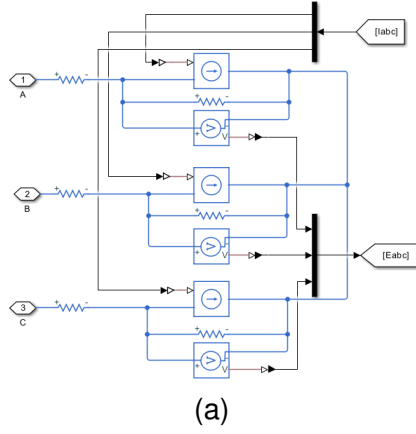 [Iabc]
1
A
+ -
+ -
+ V
2
B
+ -
+ -
+ V
[Eabc]
3
C
+ -
+ -
+ V
(a)